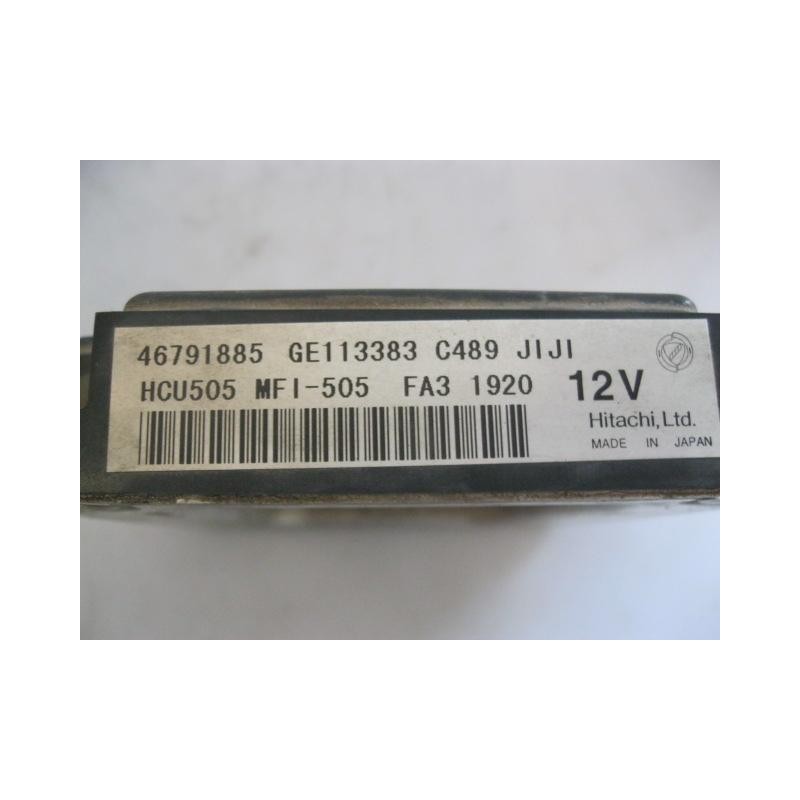 46791885 GE113383 C489 JIJI
HCU505 MFI-505 FA3 1920 12V
Hitachi, Ltd.
MADE IN JAPAN